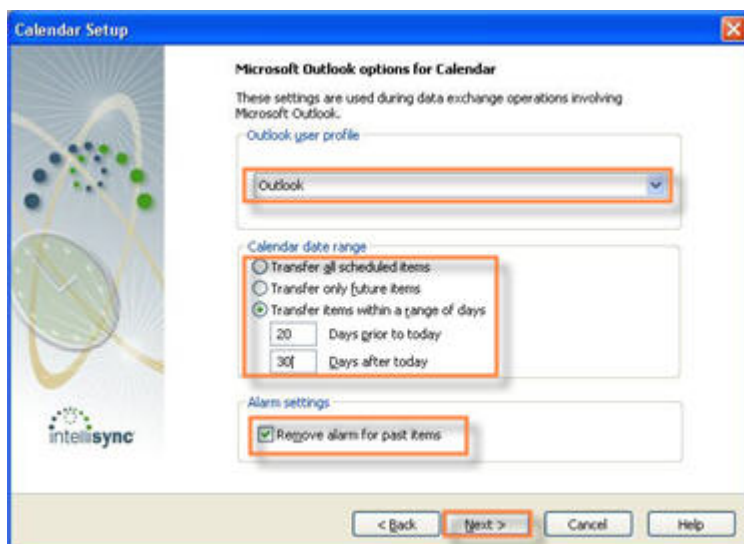 Calendar Setup
Microsoft Outlook options for Calendar
These settings are used during data exchange operations involving
Microsoft Outlook.
Outlook user profile
Outlook
Calendar date range
Transfer all scheduled items
Transfer only future items
Transfer items within a range of days
20 Days prior to today
30 Days after today
Alarm settings
Remove alarm for past items
intellisync
< Back Next > Cancel Help